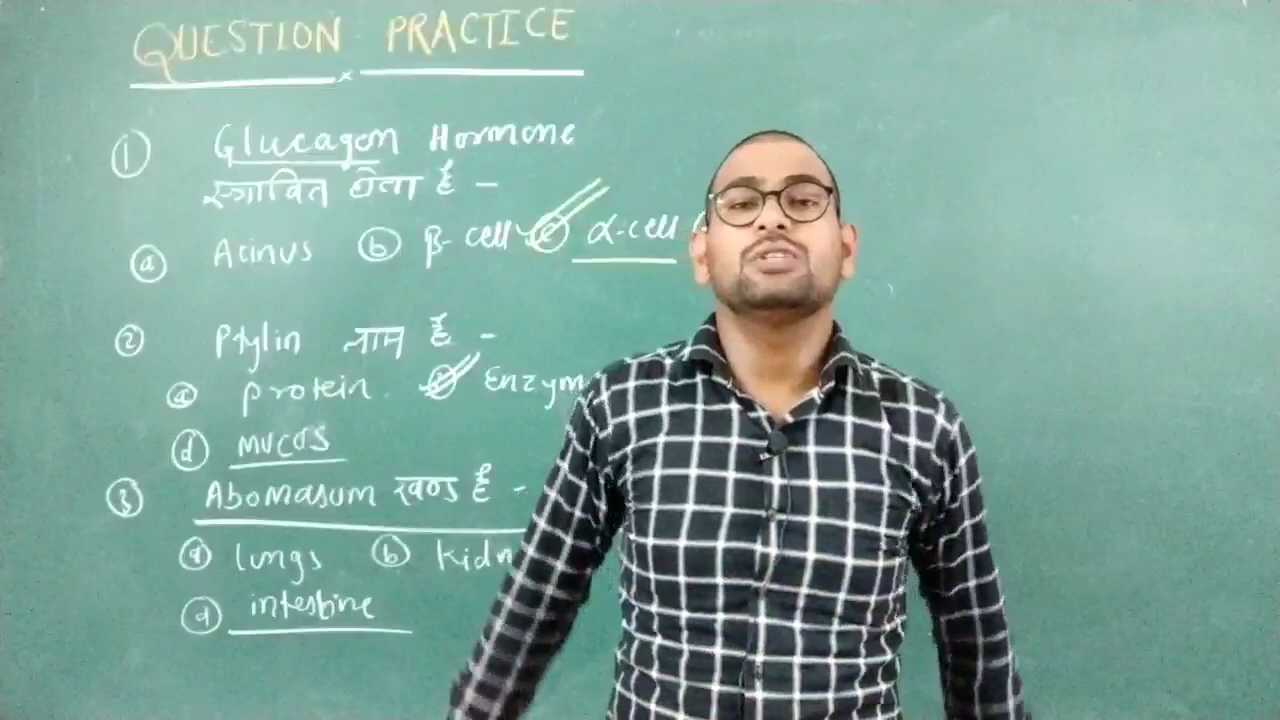 QUESTION PRACTICE
① Glucagon Hormone
स्त्रावित होता है –
ⓐ Acinus ⓑ β-cell ⓒ α-cell
② Ptylin नाम है –
ⓐ protein. ⓑ Enzym
ⓓ mucos
③ Abomasum खण्ड है –
ⓐ lungs ⓑ Kidn
ⓓ intestine